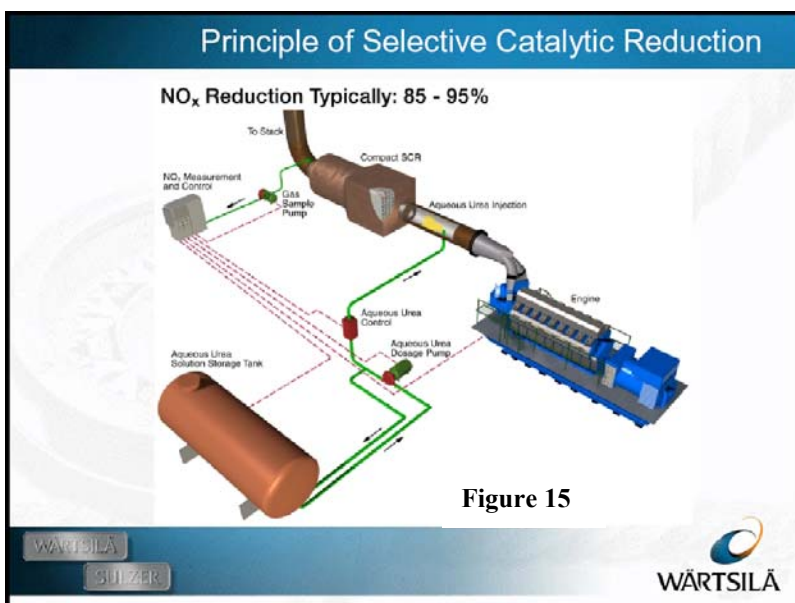 Principle of Selective Catalytic Reduction
NOx Reduction Typically: 85 - 95%
To Stack
Compact SCR
NOx Measurement
and Control
Gas
Sample
Pump
Aqueous Urea Injection
Engine
Aqueous Urea
Control
Aqueous Urea
Dosage Pump
Aqueous Urea
Solution Storage Tank
Figure 15
WÄRTSILÄ
SULZER
WÄRTSILÄ